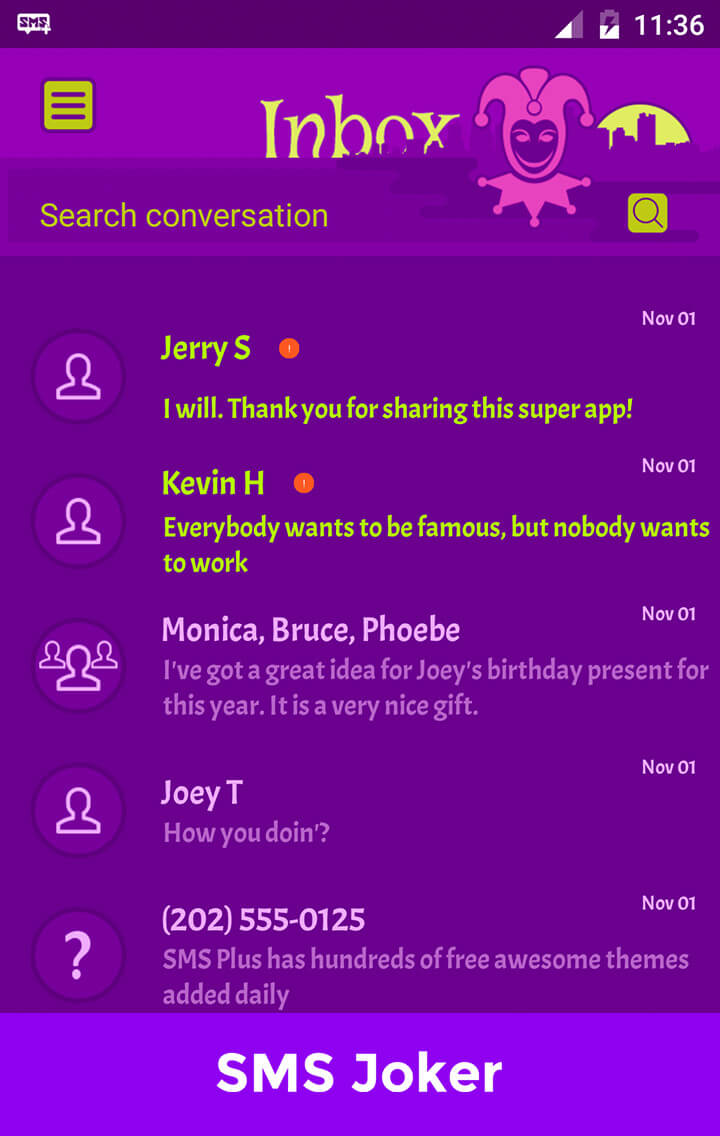 SMS
11:36
Inbox
Search conversation
Nov 01
Jerry S
I will. Thank you for sharing this super app!
Nov 01
Kevin H
Everybody wants to be famous, but nobody wants
to work
Nov 01
Monica, Bruce, Phoebe
I've got a great idea for Joey's birthday present for
this year. It is a very nice gift.
Nov 01
Joey T
How you doin'?
Nov 01
(202) 555-0125
SMS Plus has hundreds of free awesome themes
added daily
SMS Joker